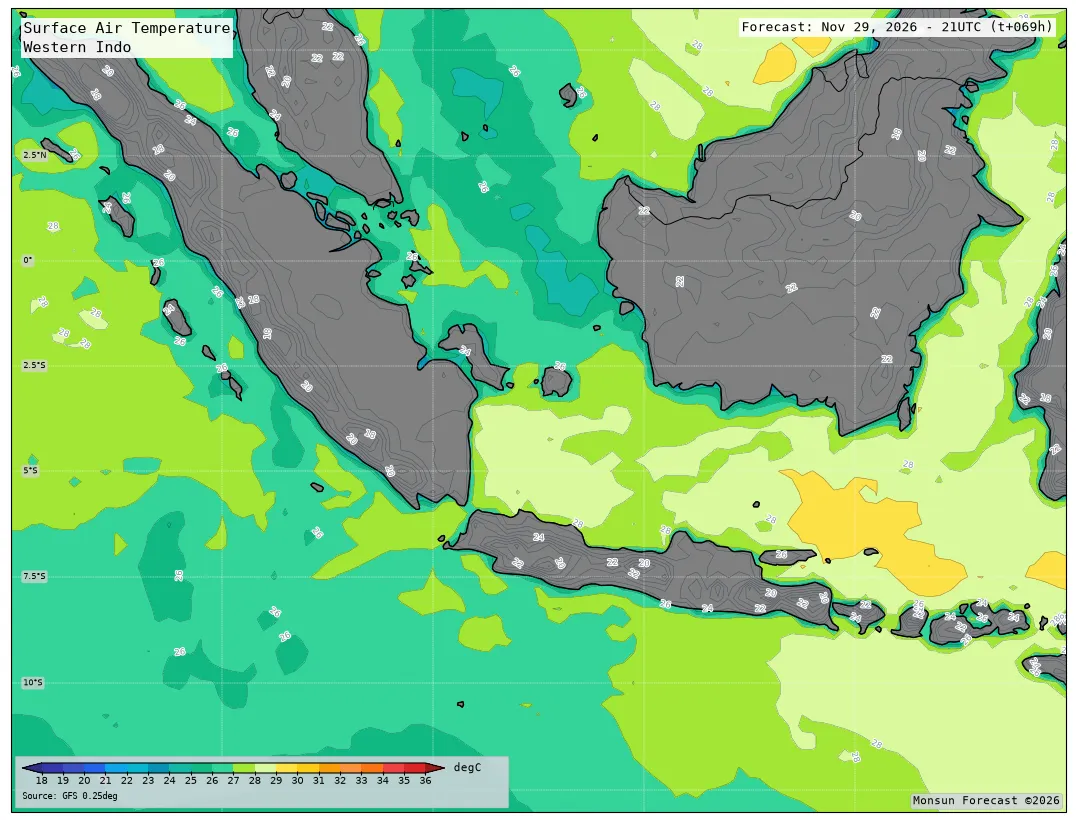 Surface Air Temperature
Western Indo
Forecast: Nov 29, 2026 - 21UTC (t+069h)
2.5°N
0°
2.5°S
5°S
7.5°S
10°S
18 19 20 21 22 23 24 25 26 27 28 29 30 31 32 33 34 35 36
degC
Source: GFS 0.25deg
Monsun Forecast ©2026